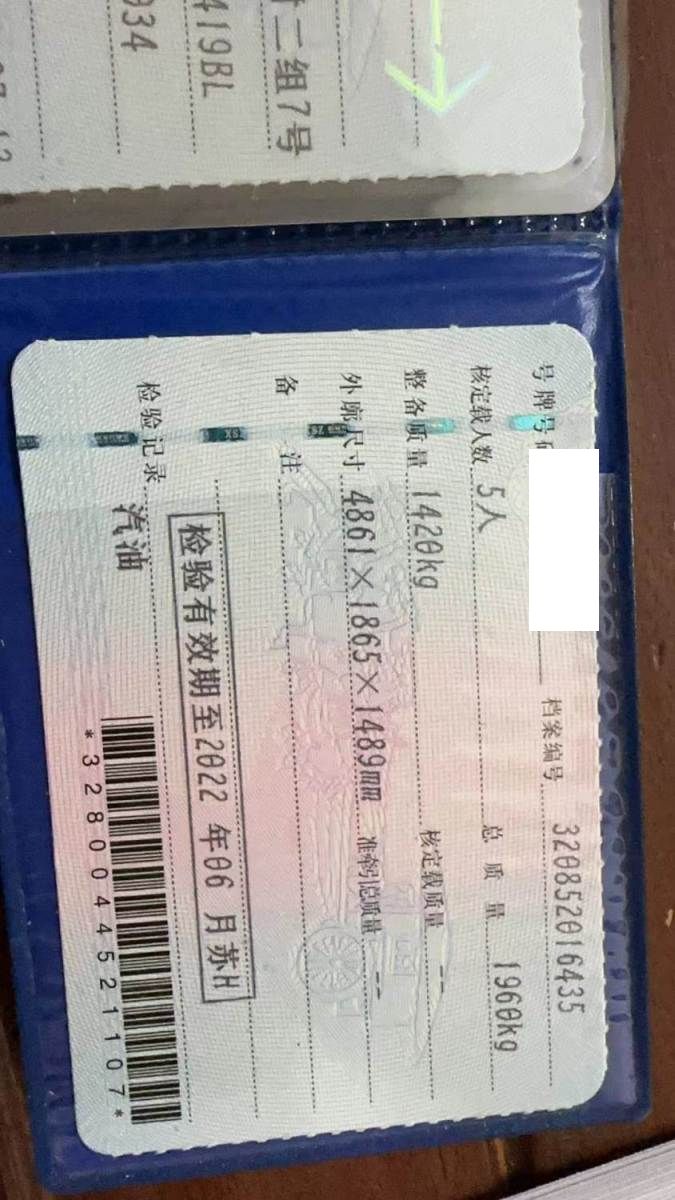 十二组7号
419BL
034
号牌号
档案编号 320852016435
核定载人数 5人 总质量 1960kg
整备质量 1420kg 核定载质量 --
外廓尺寸 4861×1865×1489mm 准牵引总质量 --
备注
检验有效期至2022年06月苏H
检验记录 汽油
*3280044521107*